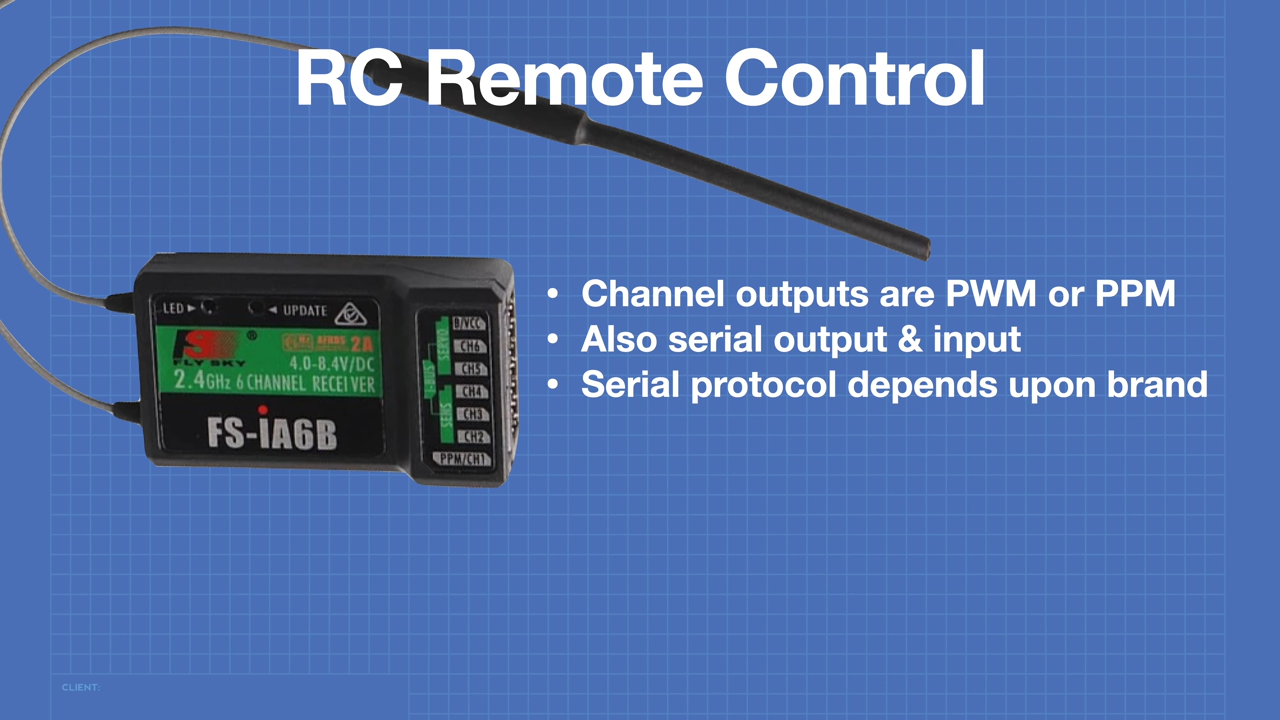 RC Remote Control
• Channel outputs are PWM or PPM
• Also serial output & input
• Serial protocol depends upon brand
LED ► ◄ UPDATE
FS ®
FLY SKY
AFHDS 2A
4.0-8.4V/DC
2.4GHz 6 CHANNEL RECEIVER
FS-iA6B
B/VCC
CH6
CH5
CH4
CH3
CH2
PPM/CH1
SERVO
i-BUS
SENS
CLIENT: